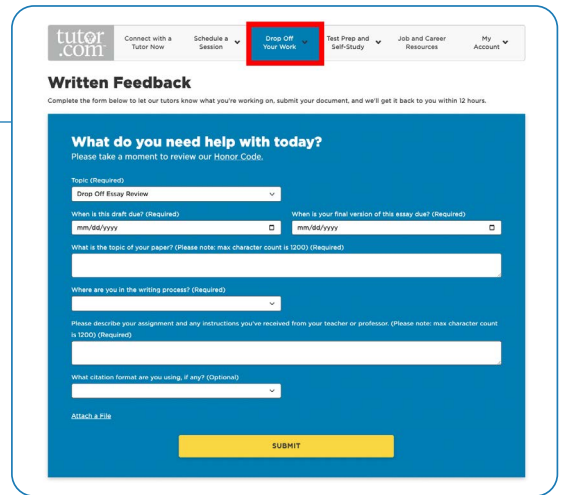 tutor
.com
Connect with a
Tutor Now
Schedule a
Session
Drop Off
Your Work
Test Prep and
Self-Study
Job and Career
Resources
My
Account
Written Feedback
Complete the form below to let our tutors know what you're working on, submit your document, and we'll get it back to you within 12 hours.
What do you need help with today?
Please take a moment to review our Honor Code.
Topic (Required)
Drop Off Essay Review
When is this draft due? (Required)
When is your final version of this essay due? (Required)
mm/dd/yyyy
mm/dd/yyyy
What is the topic of your paper? (Please note: max character count is 1200) (Required)
Where are you in the writing process? (Required)
Please describe your assignment and any instructions you've received from your teacher or professor. (Please note: max character count
is 1200) (Required)
What citation format are you using, if any? (Optional)
Attach a File
SUBMIT